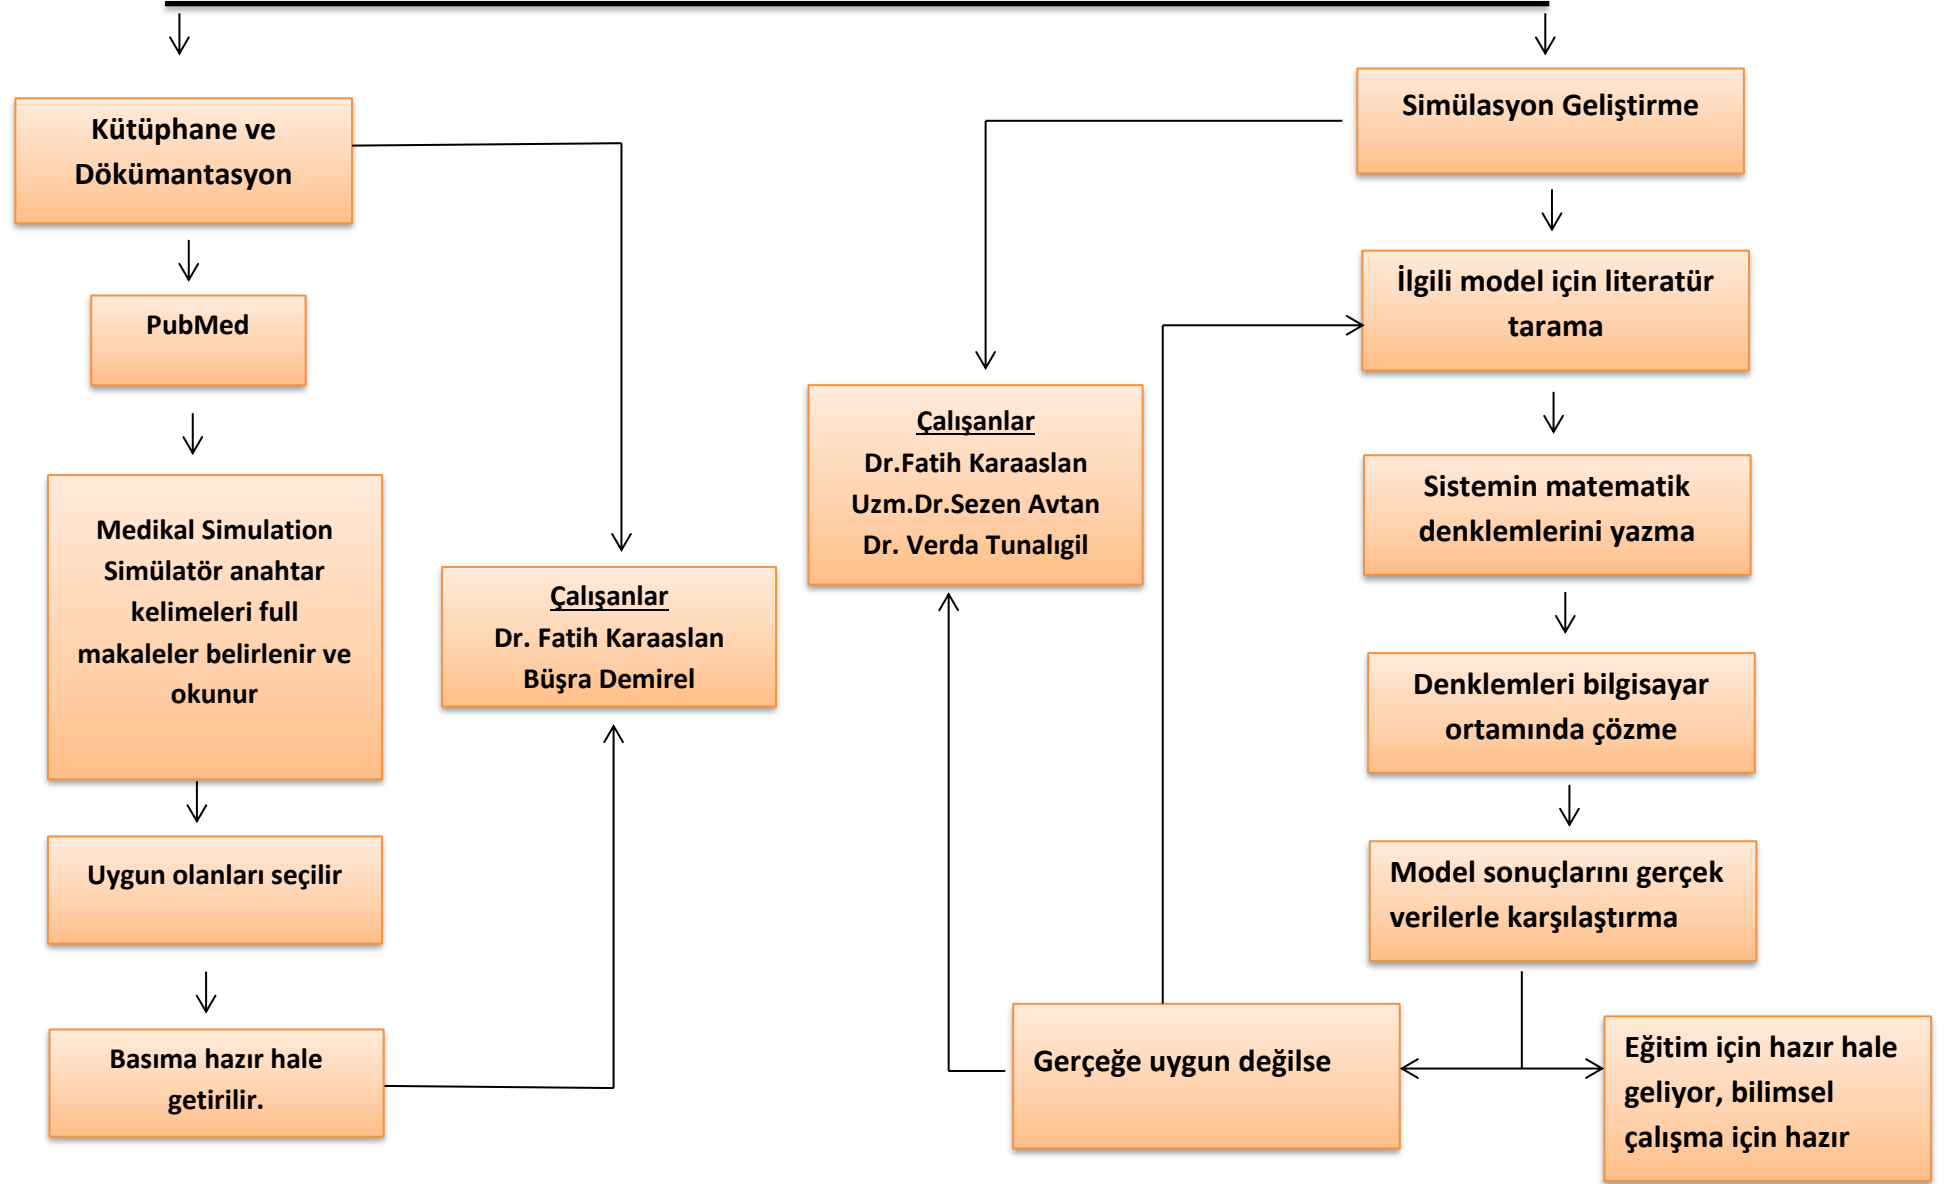 Kütüphane ve
Dökümantasyon
PubMed
Medikal Simulation
Simülatör anahtar
kelimeleri full
makaleler belirlenir ve
okunur
Uygun olanları seçilir
Basıma hazır hale
getirilir.
Çalışanlar
Dr. Fatih Karaaslan
Büşra Demirel
Simülasyon Geliştirme
Çalışanlar
Dr.Fatih Karaaslan
Uzm.Dr.Sezen Avtan
Dr. Verda Tunalıgil
İlgili model için literatür
tarama
Sistemin matematik
denklemlerini yazma
Denklemleri bilgisayar
ortamında çözme
Model sonuçlarını gerçek
verilerle karşılaştırma
Gerçeğe uygun değilse
Eğitim için hazır hale
geliyor, bilimsel
çalışma için hazır